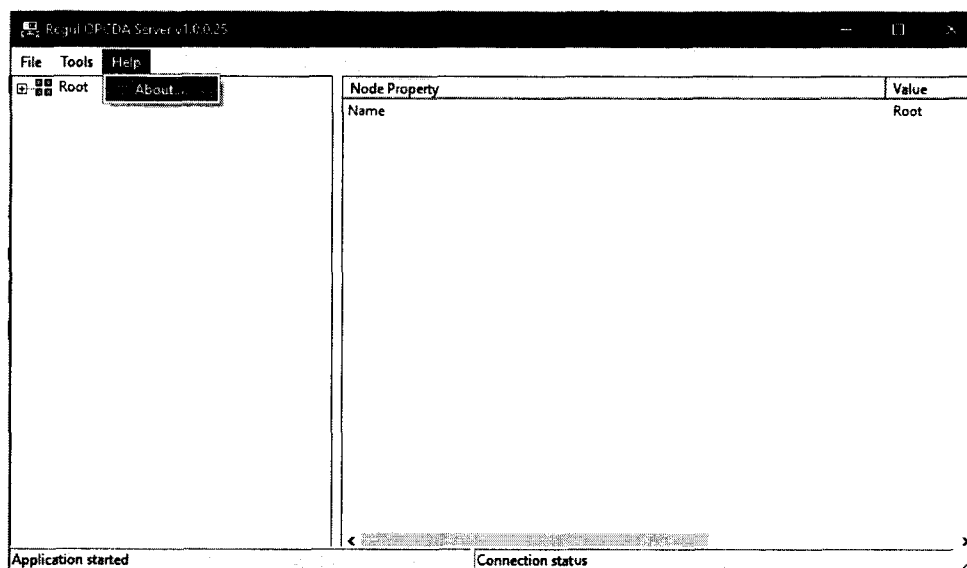 Regul OPCDA Server v1.0.0.25
File Tools Help
Root
About...
Node Property Value
Name Root
Application started Connection status